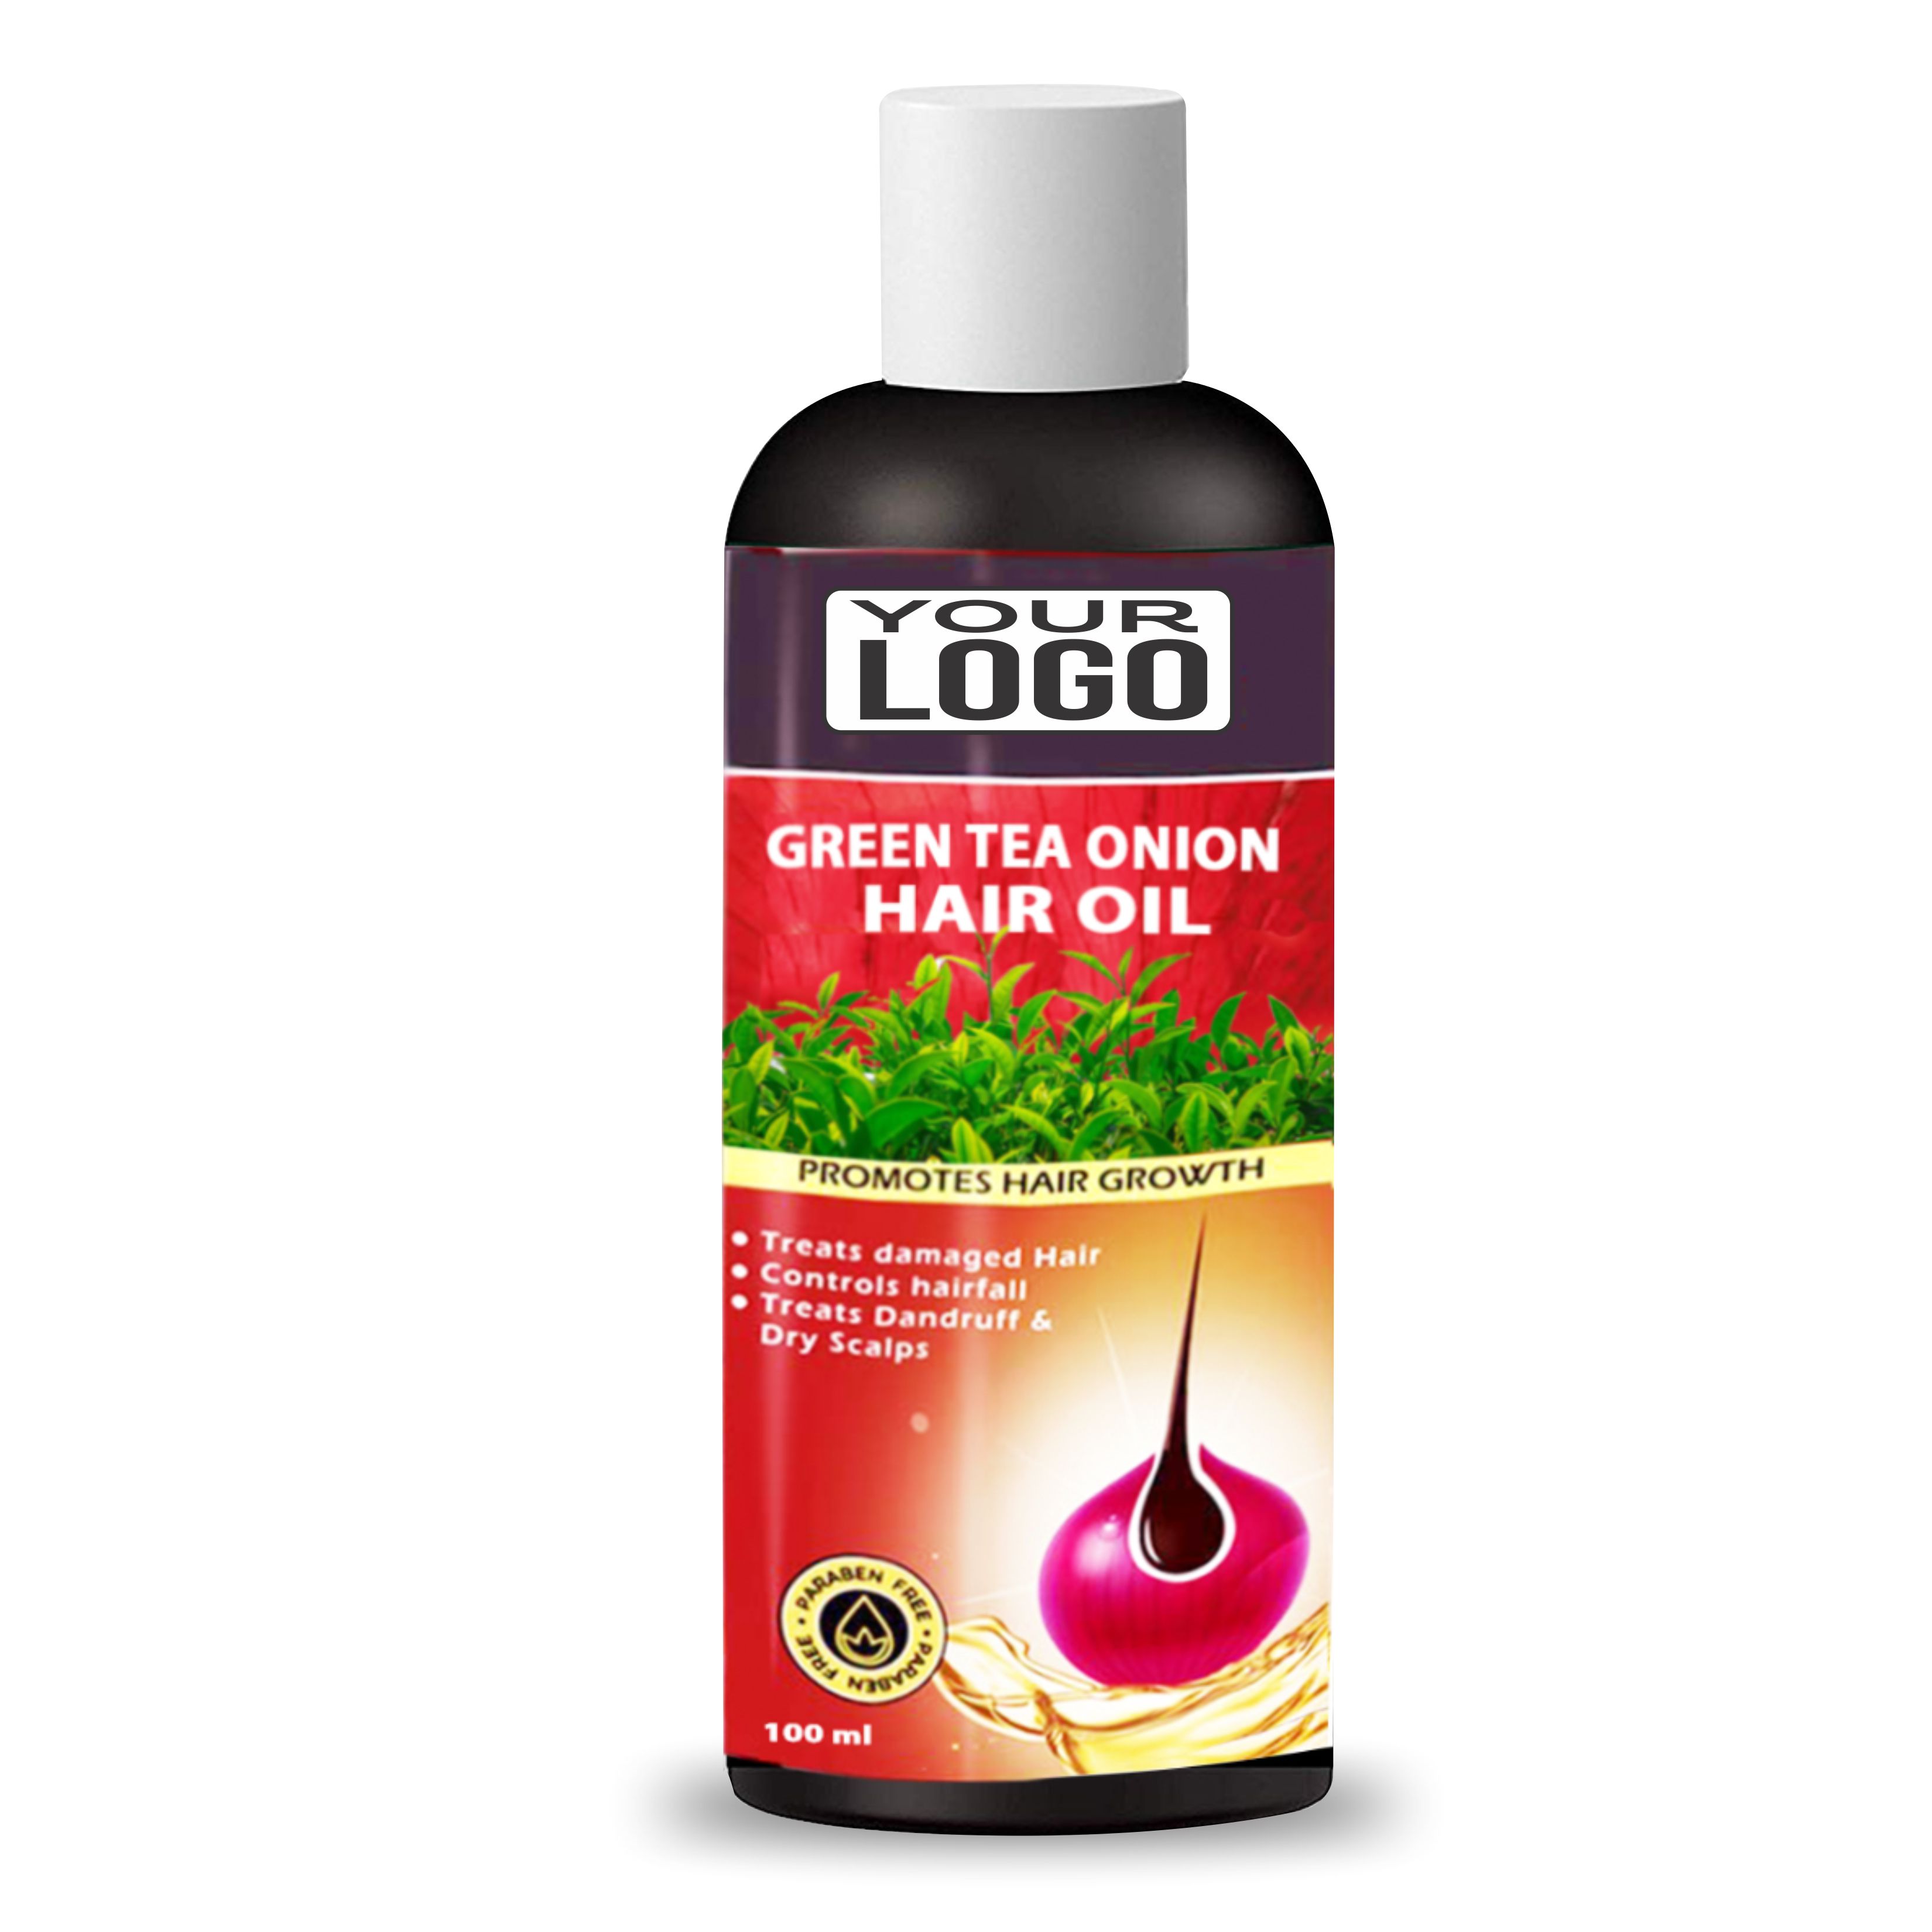 YOUR
LOGO
GREEN TEA ONION
HAIR OIL
PROMOTES HAIR GROWTH
• Treats damaged Hair
• Controls hairfall
• Treats Dandruff &
Dry Scalps
• PARABEN FREE • PARABEN FREE
100 ml